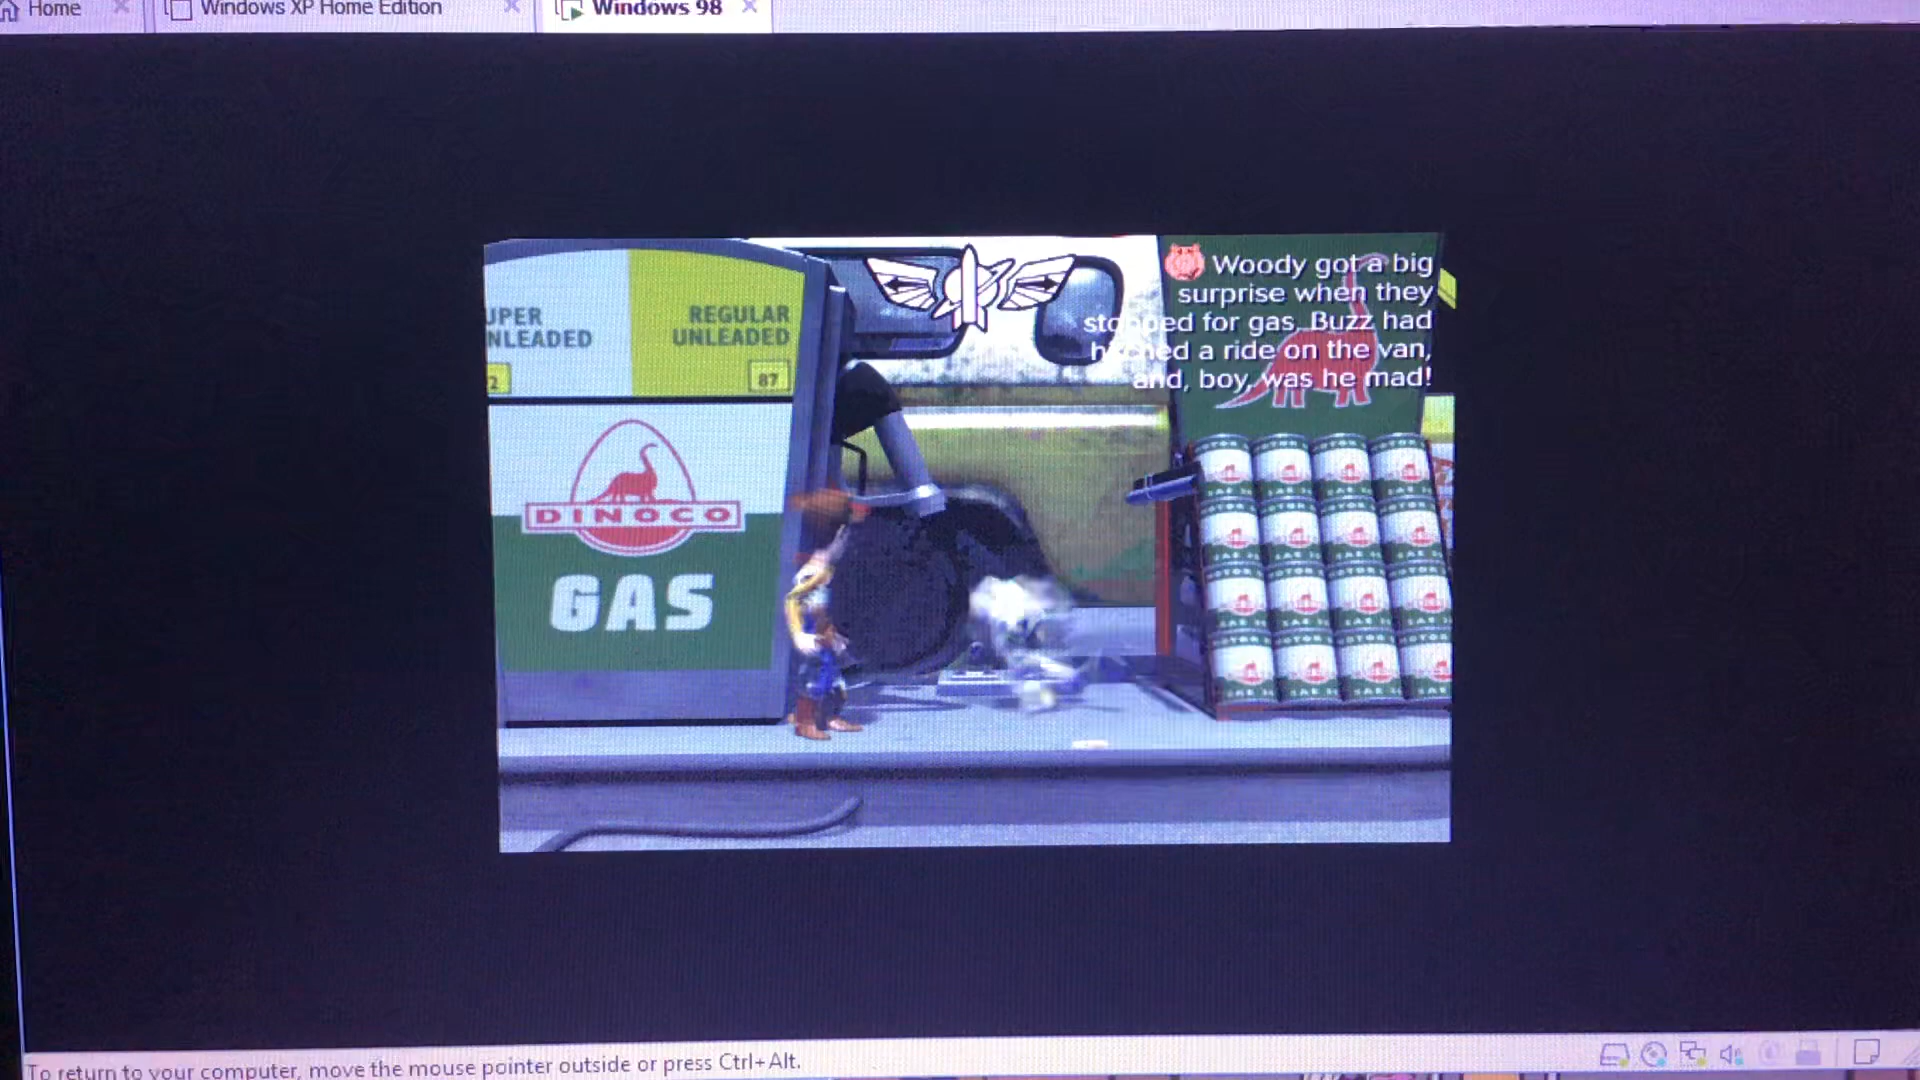 Home
Windows XP Home Edition
Windows 98
UPER
NLEADED
2
REGULAR
UNLEADED
87
DINOCO
GAS
Woody got a big
surprise when they
stopped for gas. Buzz had
hitched a ride on the van,
and, boy, was he mad!
To return to your computer, move the mouse pointer outside or press Ctrl+Alt.